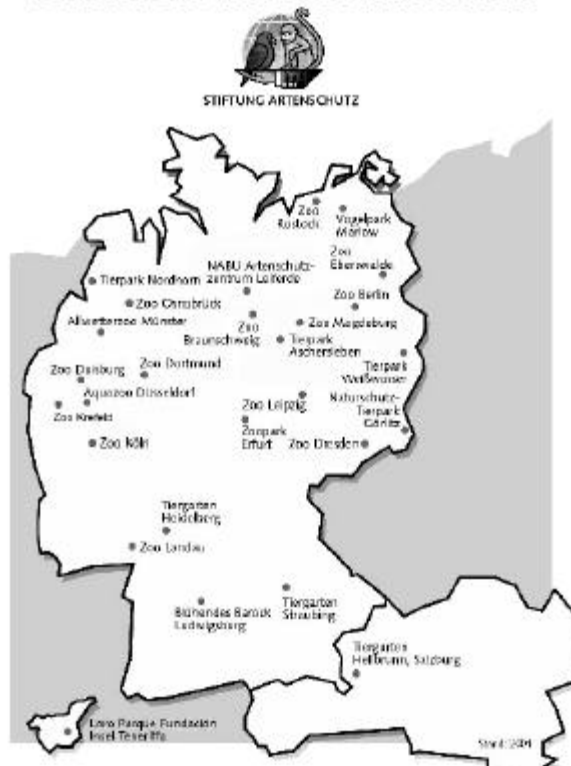 STIFTUNG ARTENSCHUTZ
Zoo
Rostock
Vogelpark
Marlow
Zoo
Eberswalde
NABU Artenschutz-
zentrum Leiferde
Tierpark Nordhorn
Zoo Osnabrück
Zoo Berlin
Allwetterzoo Münster
Zoo
Braunschweig
Zoo Magdeburg
Tierpark
Aschersleben
Tierpark
Weißwasser
Zoo Duisburg
Zoo Dortmund
Aquazoo Düsseldorf
Zoo Krefeld
Zoo Leipzig
Naturschutz-
Tierpark
Görlitz
Zoo Köln
Zoopark
Erfurt
Zoo Dresden
Tiergarten
Heidelberg
Zoo Landau
Blühendes Barock
Ludwigsburg
Tiergarten
Straubing
Tiergarten
Hellbrunn, Salzburg
Loro Parque Fundación
Insel Teneriffa
Stand: 2004